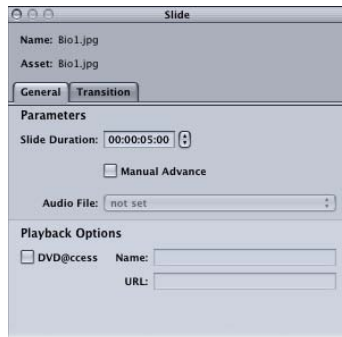 Slide
Name: Bio1.jpg
Asset: Bio1.jpg
General Transition
Parameters
Slide Duration: 00:00:05:00
Manual Advance
Audio File: not set
Playback Options
DVD@ccess Name:
URL: